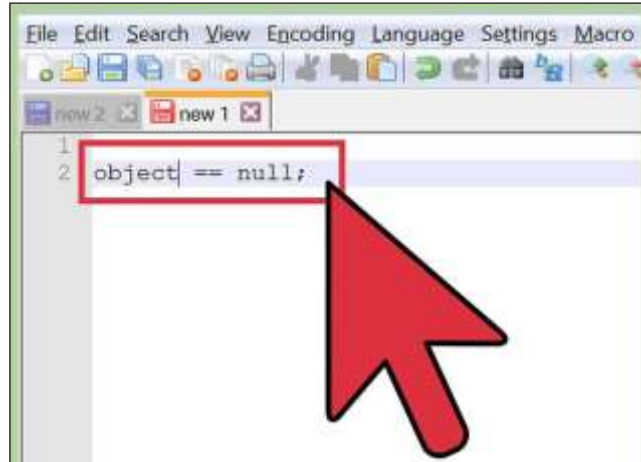 File Edit Search View Encoding Language Settings Macro
new 2 new 1
1
2 object == null;